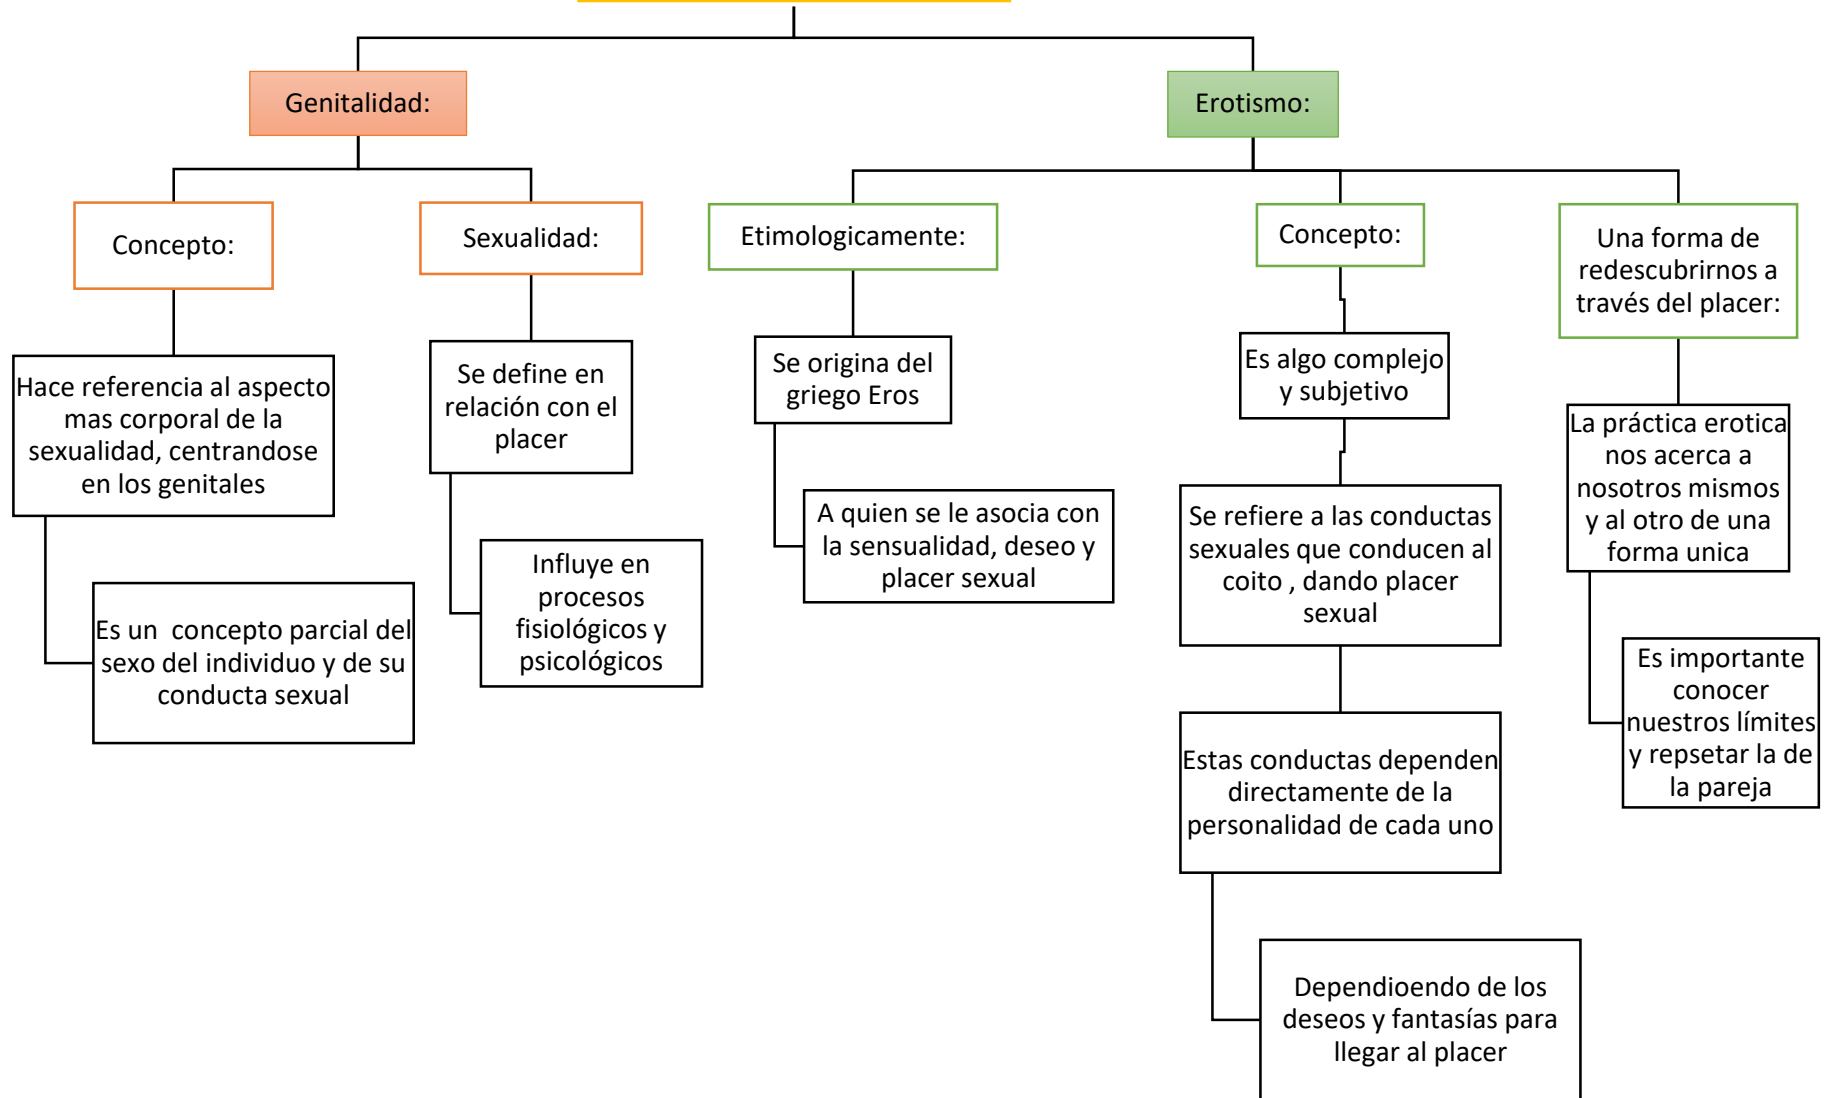 Genitalidad:
Erotismo:
Concepto:
Hace referencia al aspecto
mas corporal de la
sexualidad, centrandose
en los genitales
Es un  concepto parcial del
sexo del individuo y de su
conducta sexual
Sexualidad:
Se define en
relación con el
placer
Influye en
procesos
fisiológicos y
psicológicos
Etimologicamente:
Se origina del
griego Eros
A quien se le asocia con
la sensualidad, deseo y
placer sexual
Concepto:
Es algo complejo
y subjetivo
Se refiere a las conductas
sexuales que conducen al
coito , dando placer
sexual
Estas conductas dependen
directamente de la
personalidad de cada uno
Dependioendo de los
deseos y fantasías para
llegar al placer
Una forma de
redescubrirnos a
través del placer:
La práctica erotica
nos acerca a
nosotros mismos
y al otro de una
forma unica
Es importante
conocer
nuestros límites
y repsetar la de
la pareja